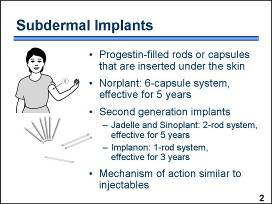 Subdermal Implants
• Progestin-filled rods or capsules
that are inserted under the skin
• Norplant: 6-capsule system,
effective for 5 years
• Second generation implants
– Jadelle and Sinoplant: 2-rod system,
effective for 5 years
– Implanon: 1-rod system,
effective for 3 years
• Mechanism of action similar to
injectables
2